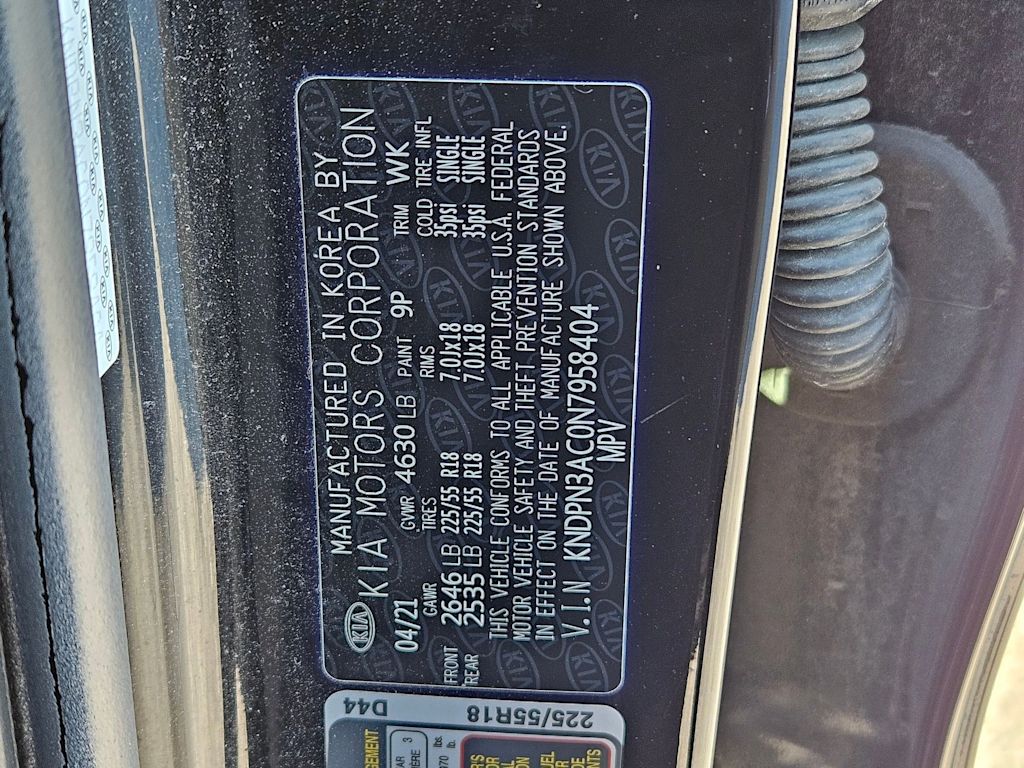 MANUFACTURED IN KOREA BY
KIA KIA MOTORS CORPORATION
04/21 GVWR 4630 LB PAINT 9P TRIM WK
GAWR TIRES RIMS COLD TIRE INFL
FRONT 2646 LB 225/55 R18 7.0Jx18 35psi SINGLE
REAR 2535 LB 225/55 R18 7.0Jx18 35psi SINGLE
THIS VEHICLE CONFORMS TO ALL APPLICABLE U.S.A. FEDERAL
MOTOR VEHICLE SAFETY AND THEFT PREVENTION STANDARDS
IN EFFECT ON THE DATE OF MANUFACTURE SHOWN ABOVE.
V.I.N KNDPN3AC0N7958404
MPV
D44
225/55R18